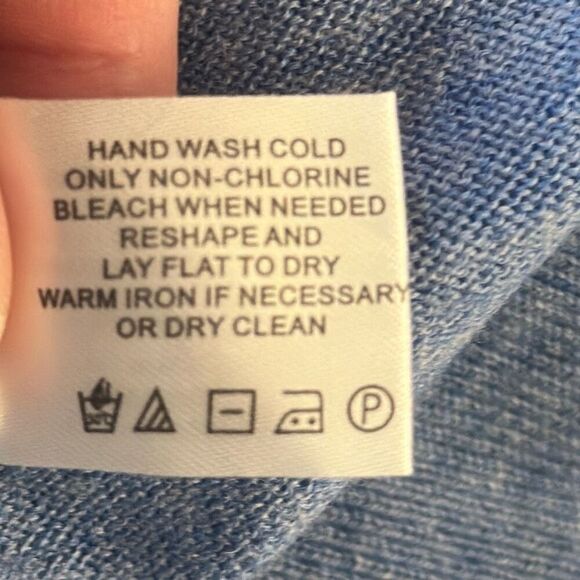 HAND WASH COLD
ONLY NON-CHLORINE
BLEACH WHEN NEEDED
RESHAPE AND
LAY FLAT TO DRY
WARM IRON IF NECESSARY
OR DRY CLEAN
P